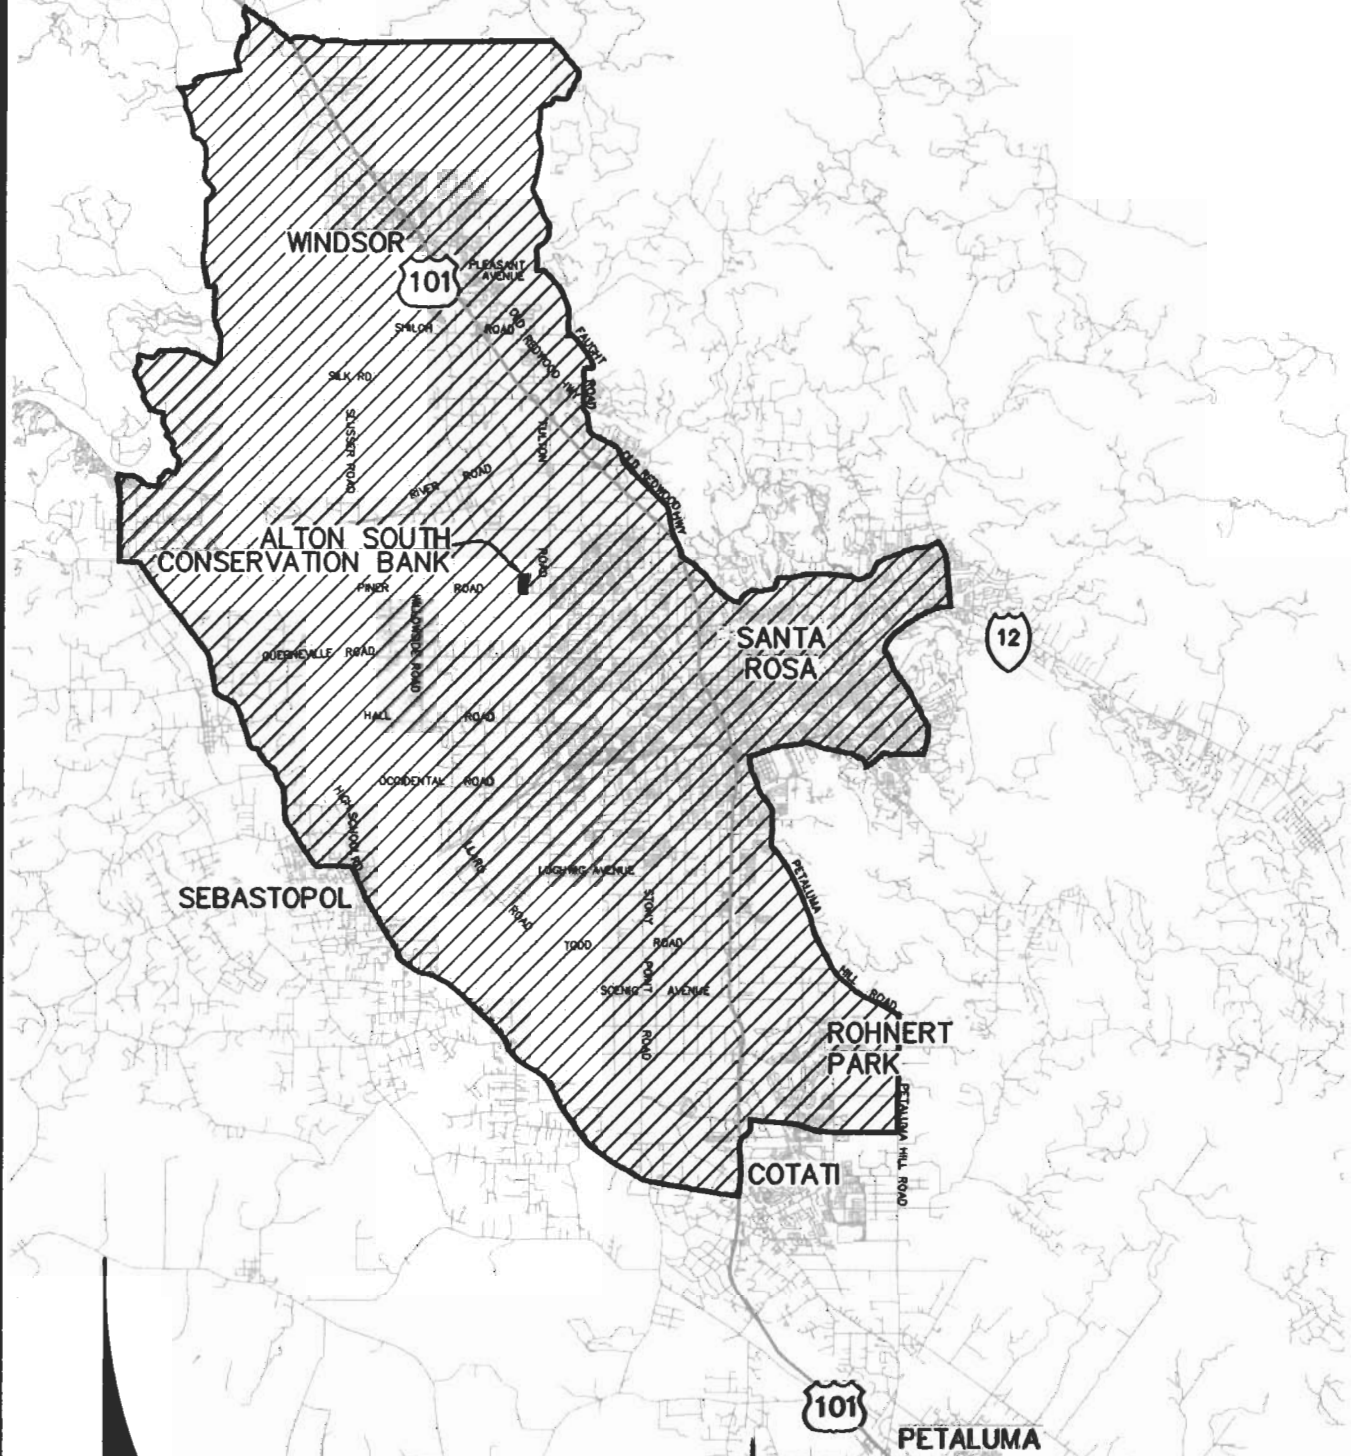 WINDSOR
101
PLEASANT
AVENUE
SHILOH
ROAD
OLD REDWOOD HWY
FAUGHT
ROAD
SILK RD
SLUSSER ROAD
FULTON
RIVER ROAD
OLD REDWOOD HWY
ALTON SOUTH
CONSERVATION BANK
ROAD
PINER ROAD
WILLOWSIDE ROAD
SANTA
ROSA
12
GUERNEVILLE ROAD
HALL ROAD
OCCIDENTAL ROAD
HIGH SCHOOL RD
ROAD
LUDWIG AVENUE
PETALUMA
SEBASTOPOL
STONY
POINT
ROAD
TODD ROAD
SCENIC AVENUE
HILL ROAD
ROHNERT
PARK
PETALUMA HILL ROAD
COTATI
101
PETALUMA